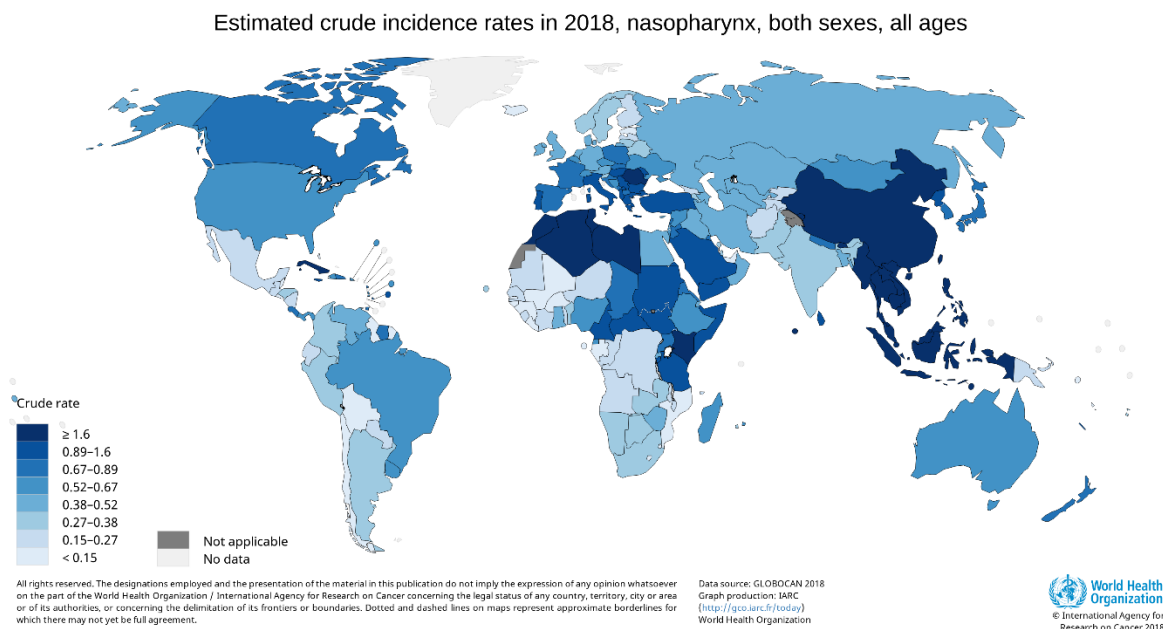 Estimated crude incidence rates in 2018, nasopharynx, both sexes, all ages
Crude rate
≥ 1.6
0.89–1.6
0.67–0.89
0.52–0.67
0.38–0.52
0.27–0.38
0.15–0.27
< 0.15
Not applicable
No data
All rights reserved. The designations employed and the presentation of the material in this publication do not imply the expression of any opinion whatsoever
on the part of the World Health Organization / International Agency for Research on Cancer concerning the legal status of any country, territory, city or area
or of its authorities, or concerning the delimitation of its frontiers or boundaries. Dotted and dashed lines on maps represent approximate borderlines for
which there may not yet be full agreement.
Data source: GLOBOCAN 2018
Graph production: IARC
(http://gco.iarc.fr/today)
World Health Organization
World Health
Organization
© International Agency for
Research on Cancer 2018